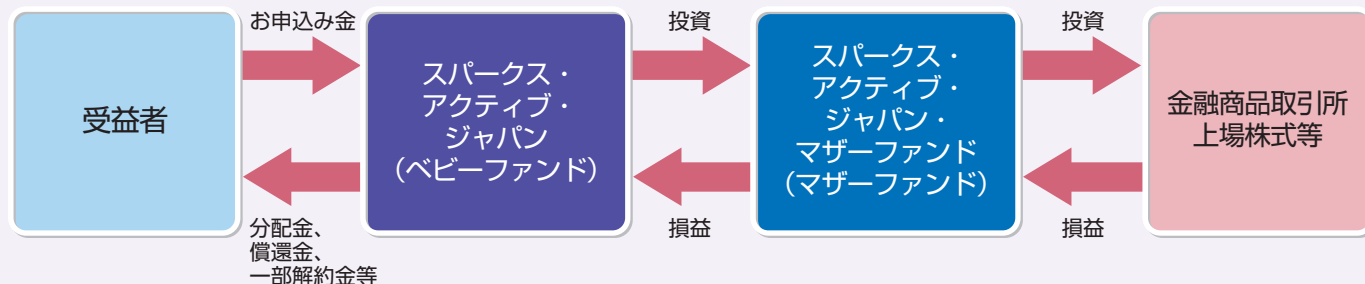 お申込み金
投資
投資
受益者
スパークス・
アクティブ・
ジャパン
(ベビーファンド)
スパークス・
アクティブ・
ジャパン・
マザーファンド
(マザーファンド)
金融商品取引所
上場株式等
分配金、
償還金、
一部解約金等
損益
損益